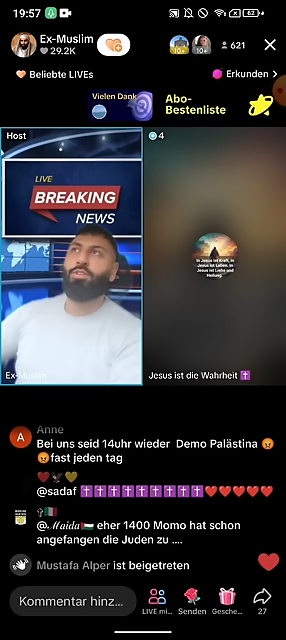 19:57
Ex-Muslim
29.2K
10+
10+
621
Beliebte LIVEs
Erkunden >
Vielen Dank
Abo-
Bestenliste
Host
4
LIVE
BREAKING
NEWS
In Jesus ist Kraft, in
Jesus ist Leben, in
Jesus ist Liebe und
Heilung.
Ex-Muslim
Jesus ist die Wahrheit ✝️
Anne
A
Bei uns seid 14uhr wieder Demo Palästina 😡
😡fast jeden tag
❤️🦅💛
@sadaf ✝️✝️✝️✝️✝️✝️✝️✝️✝️❤️❤️❤️❤️❤️
✞🇮🇹
@𝓜𝓪𝓲𝓭𝓪🇵🇸 eher 1400 Momo hat schon
angefangen die Juden zu ....
Mustafa Alper ist beigetreten
Kommentar hinz...
LIVE mi...
Senden
Gesche...
27